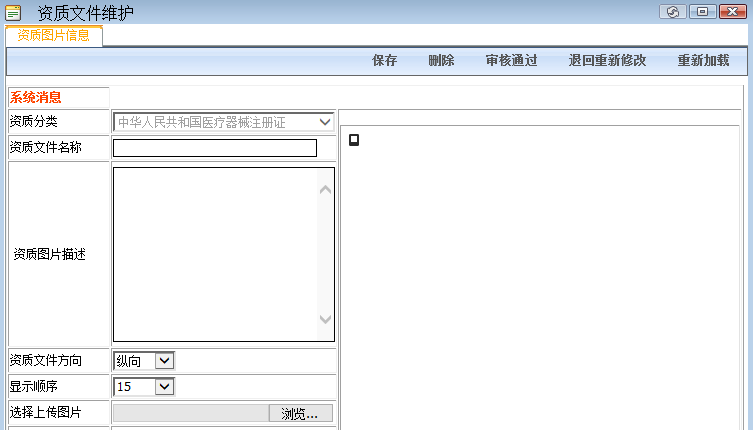 资质文件维护
资质图片信息
保存 删除 审核通过 退回重新修改 重新加载
系统消息
资质分类 中华人民共和国医疗器械注册证
资质文件名称
资质图片描述
资质文件方向 纵向
显示顺序 15
选择上传图片 浏览...